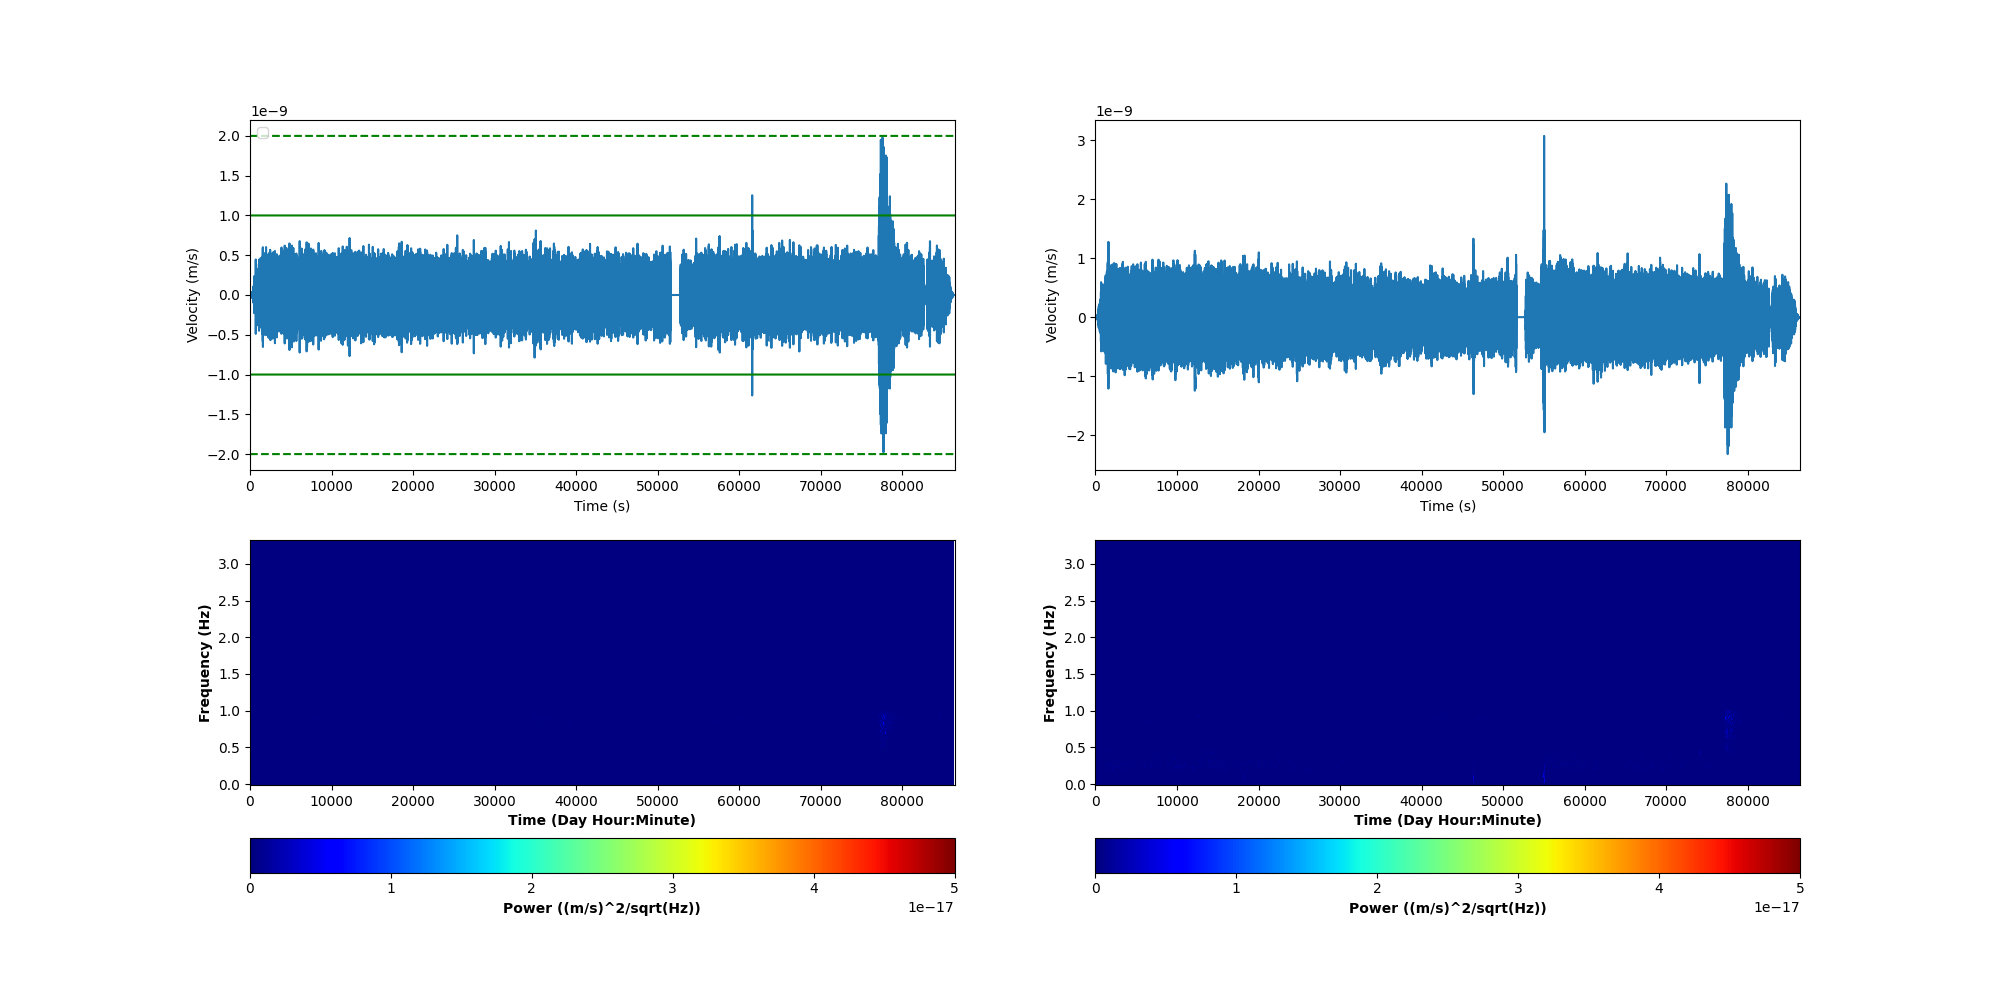 1e−9
2.0
1.5
1.0
0.5
0.0
−0.5
−1.0
−1.5
−2.0
Velocity (m/s)
0 10000 20000 30000 40000 50000 60000 70000 80000
Time (s)
1e−9
3
2
1
0
−1
−2
Velocity (m/s)
0 10000 20000 30000 40000 50000 60000 70000 80000
Time (s)
3.0
2.5
2.0
1.5
1.0
0.5
0.0
Frequency (Hz)
0 10000 20000 30000 40000 50000 60000 70000 80000
Time (Day Hour:Minute)
0 1 2 3 4 5
Power ((m/s)^2/sqrt(Hz))
1e−17
3.0
2.5
2.0
1.5
1.0
0.5
0.0
Frequency (Hz)
0 10000 20000 30000 40000 50000 60000 70000 80000
Time (Day Hour:Minute)
0 1 2 3 4 5
Power ((m/s)^2/sqrt(Hz))
1e−17